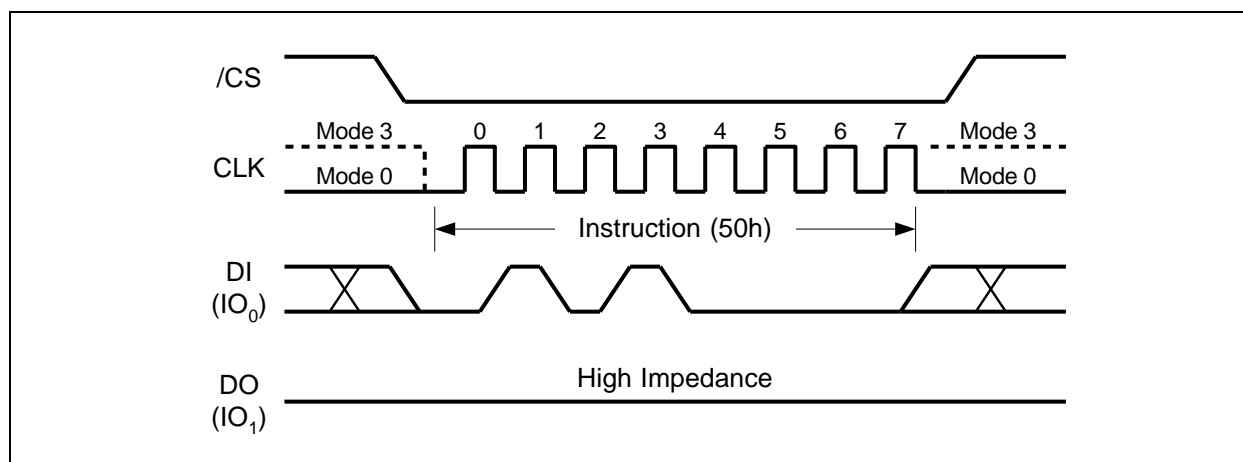 /CS
Mode 3 0 1 2 3 4 5 6 7 Mode 3
CLK
Mode 0 Mode 0
Instruction (50h)
DI
(IO₀)
High Impedance
DO
(IO₁)